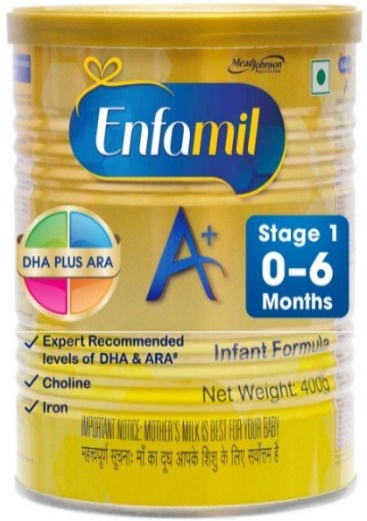 MeadJohnson
Nutrition
Enfamil
A+
DHA PLUS ARA
Stage 1
0-6
Months
✓ Expert Recommended
levels of DHA & ARA#
✓ Choline
✓ Iron
Infant Formula
Net Weight: 400g
IMPORTANT NOTICE: MOTHER'S MILK IS BEST FOR YOUR BABY
महत्वपूर्ण सूचना: माँ का दूध आपके शिशु के लिए सर्वोत्तम है